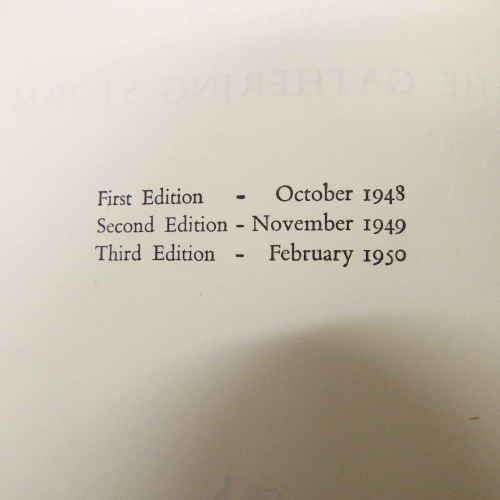 First Edition - October 1948
Second Edition - November 1949
Third Edition - February 1950